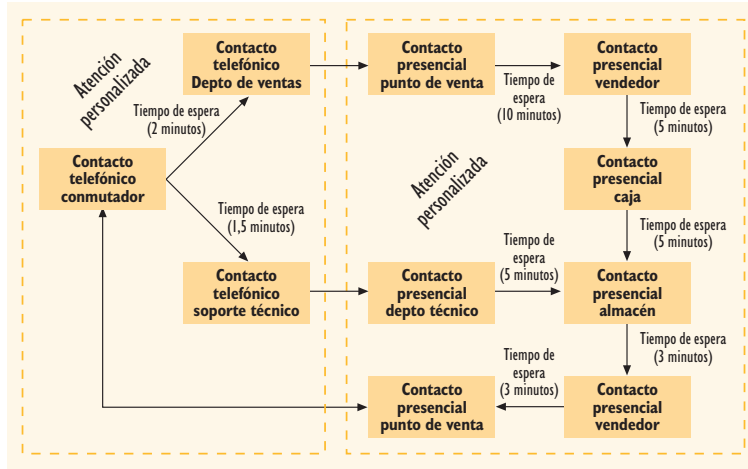 Atención
personalizada
Contacto
telefónico
Depto de ventas
Tiempo de espera
(2 minutos)
Contacto
telefónico
conmutador
Tiempo de espera
(1,5 minutos)
Contacto
telefónico
soporte técnico
Contacto
presencial
punto de venta
Tiempo de
espera
(10 minutos)
Contacto
presencial
vendedor
Tiempo de espera
(5 minutos)
Atención
personalizada
Contacto
presencial
caja
Tiempo de espera
(5 minutos)
Contacto
presencial
depto técnico
Tiempo de
espera
(5 minutos)
Contacto
presencial
almacén
Tiempo de espera
(3 minutos)
Contacto
presencial
punto de venta
Tiempo de
espera
(3 minutos)
Contacto
presencial
vendedor